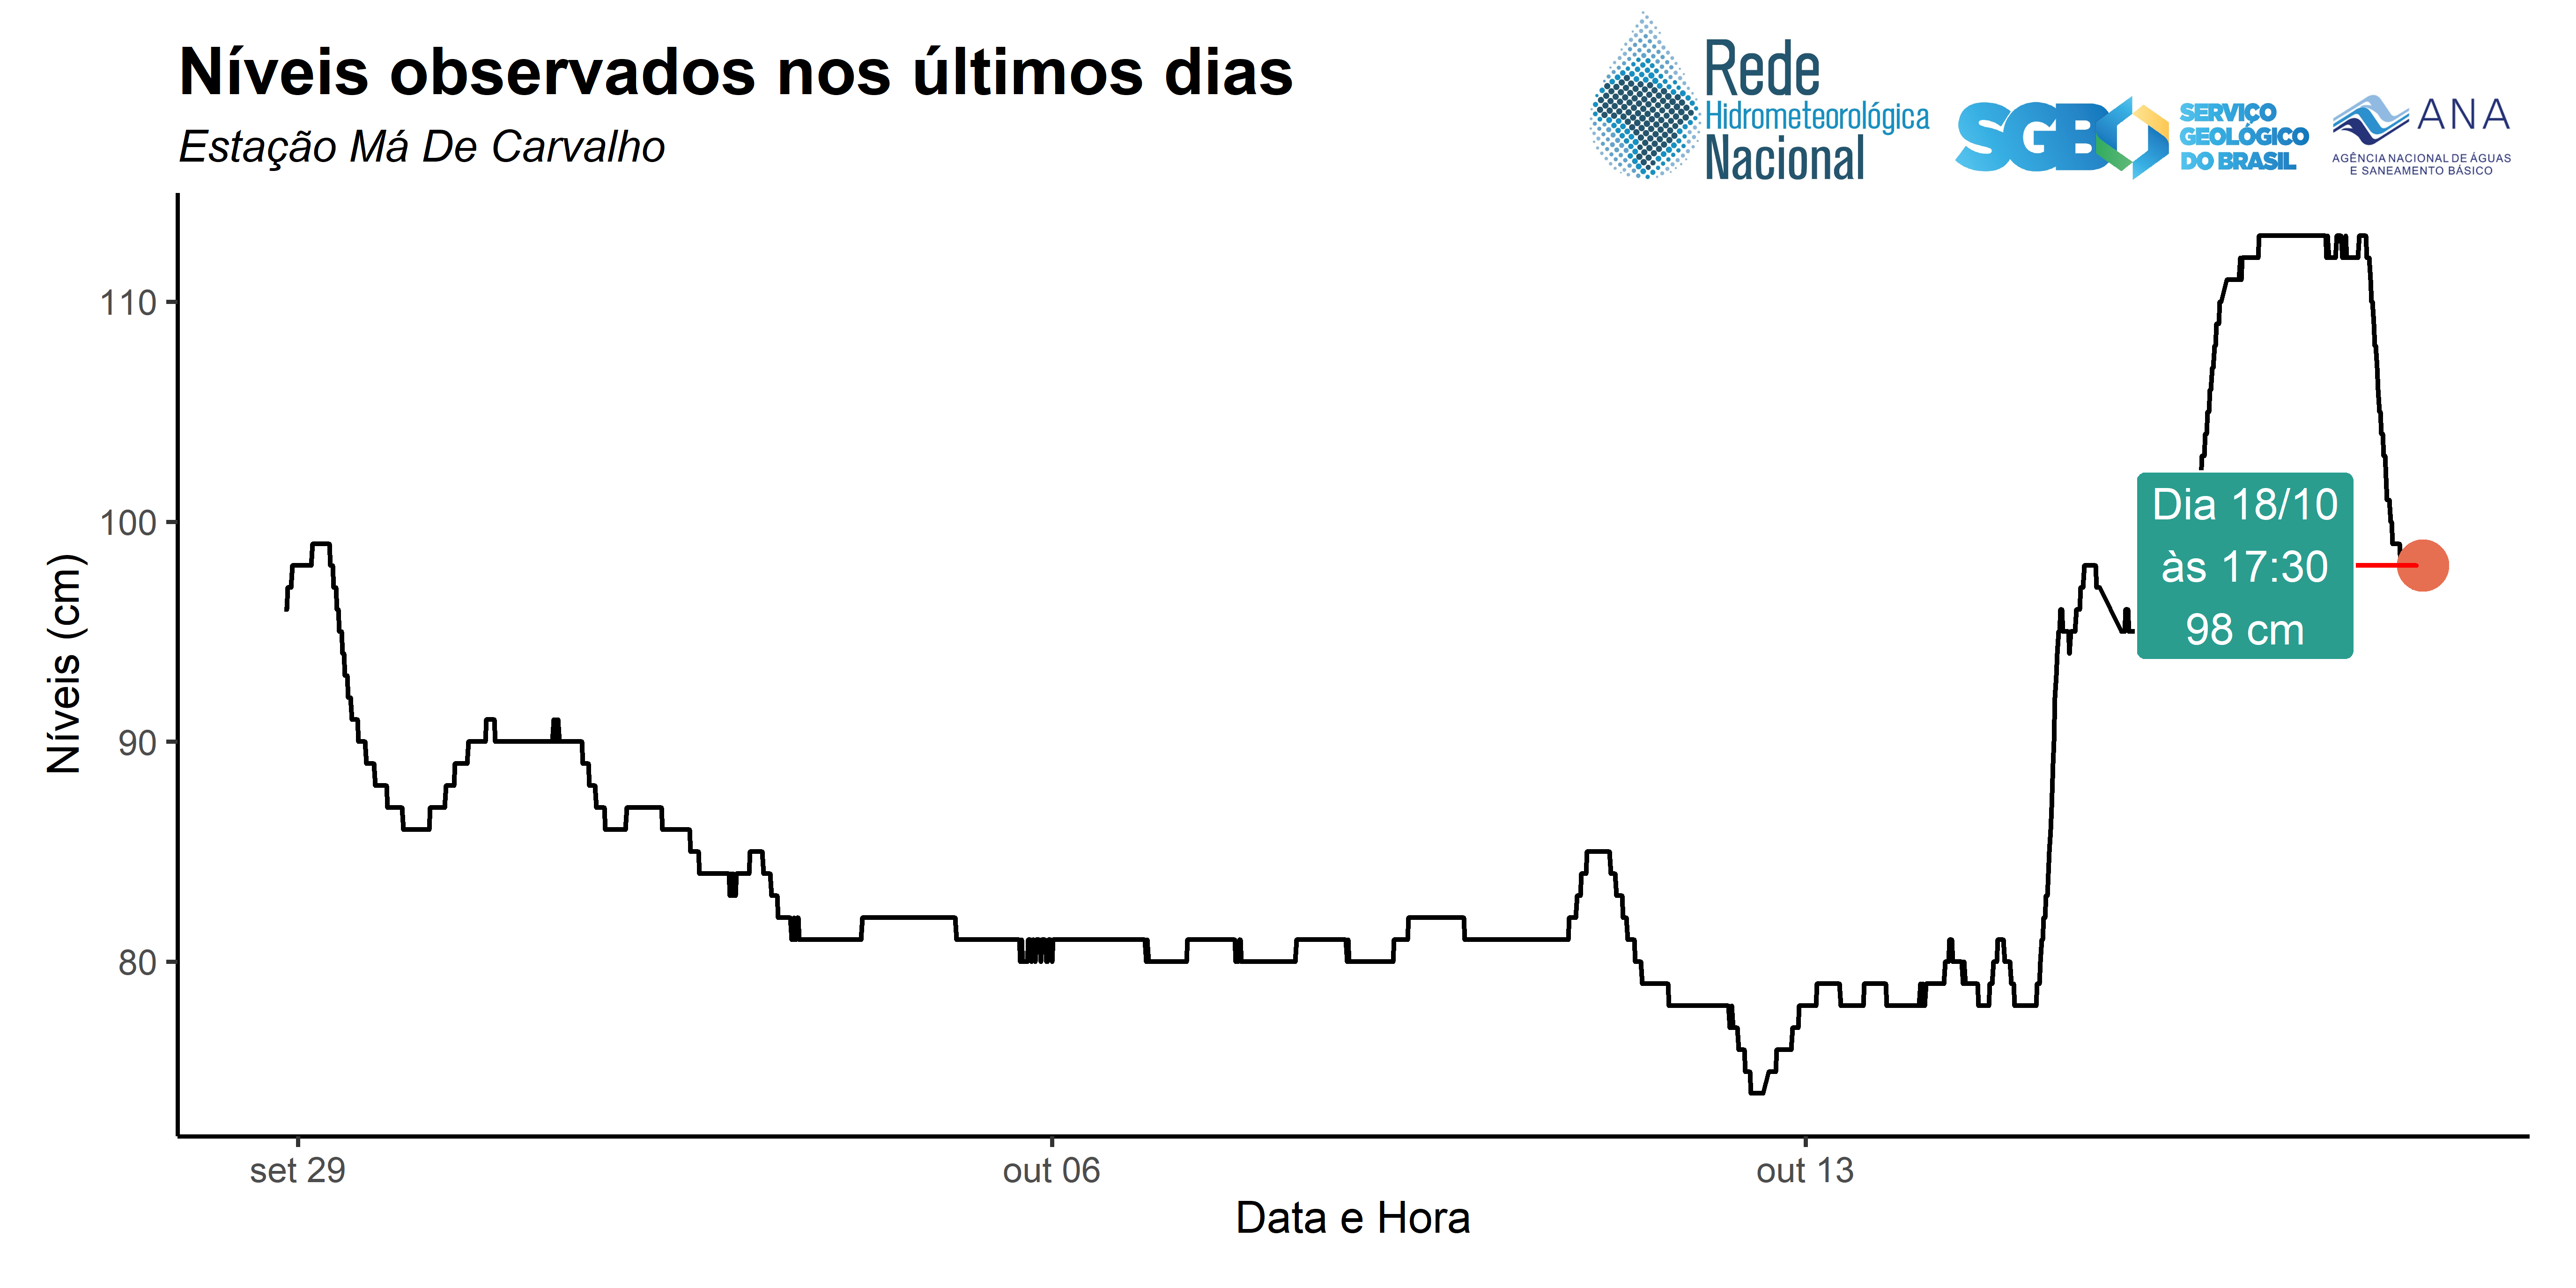 Níveis observados nos últimos dias
Estação Má De Carvalho
Rede
Hidrometeorológica
Nacional
SGB
SERVIÇO
GEOLÓGICO
DO BRASIL
ANA
AGÊNCIA NACIONAL DE ÁGUAS
E SANEAMENTO BÁSICO
Níveis (cm)
110
100
90
80
Dia 18/10
às 17:30
98 cm
set 29
out 06
out 13
Data e Hora